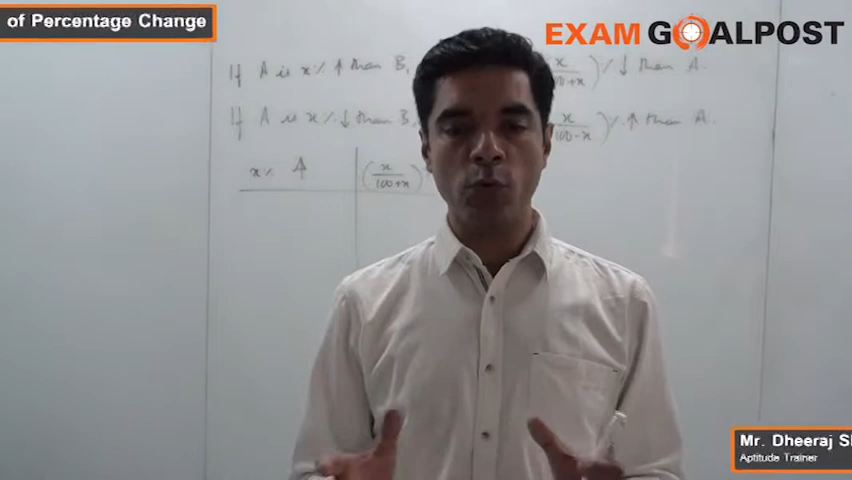 of Percentage Change
EXAM GOALPOST
If A is x% ↑ than B, x/100+x)% ↓ than A.
If A is x% ↓ than B, x/100-x)% ↑ than A.
x% ↑ (x/100+x)
Mr. Dheeraj
Aptitude Trainer